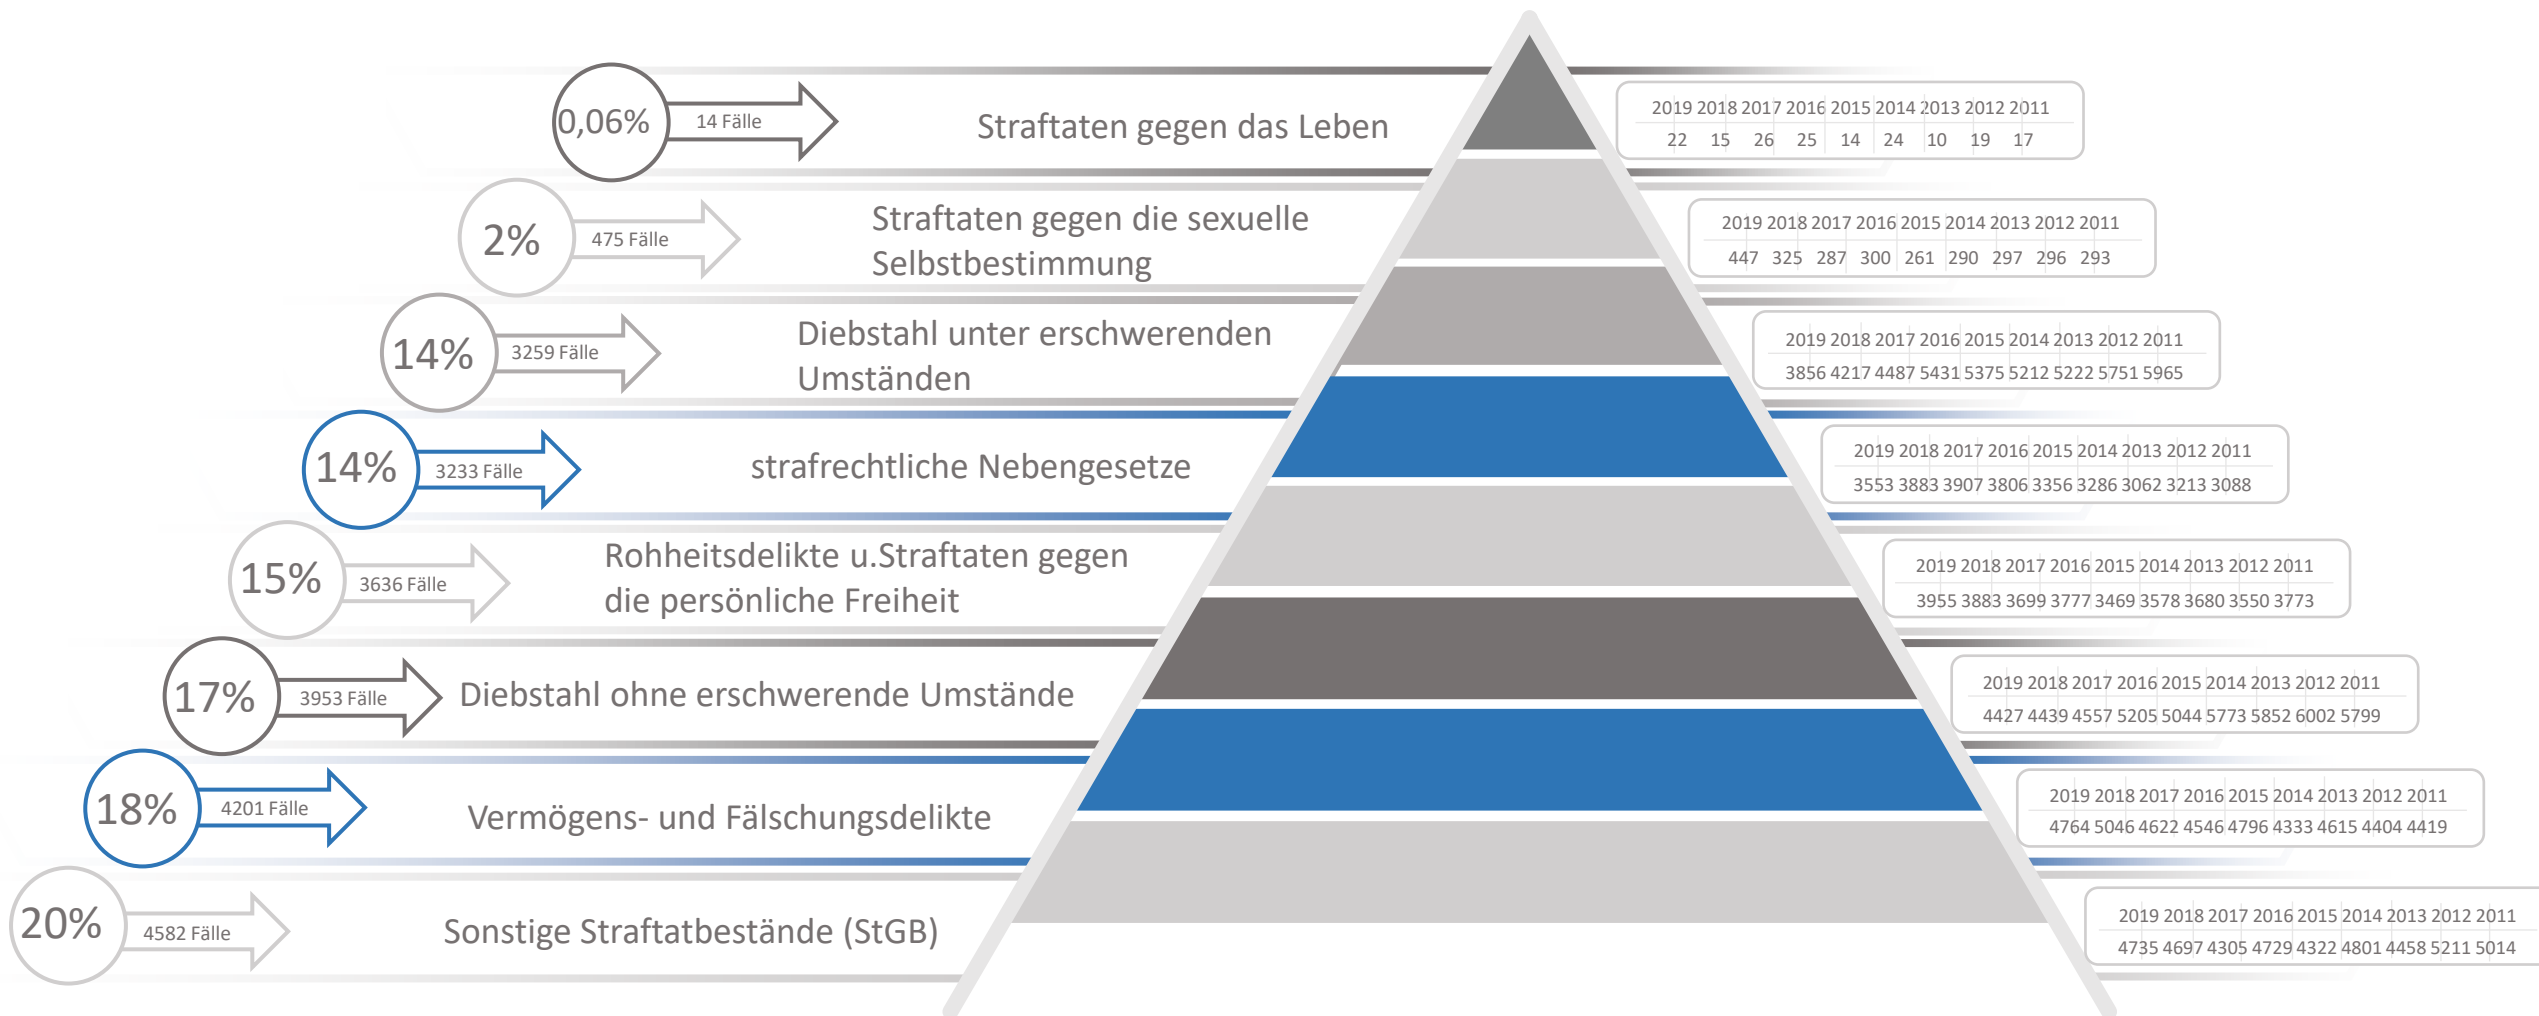 0,06%
14 Fälle
Straftaten gegen das Leben
2019 2018 2017 2016 2015 2014 2013 2012 2011
22 15 26 25 14 24 10 19 17
2%
475 Fälle
Straftaten gegen die sexuelle
Selbstbestimmung
2019 2018 2017 2016 2015 2014 2013 2012 2011
447 325 287 300 261 290 297 296 293
14%
3259 Fälle
Diebstahl unter erschwerenden
Umständen
2019 2018 2017 2016 2015 2014 2013 2012 2011
3856 4217 4487 5431 5375 5212 5222 5751 5965
14%
3233 Fälle
strafrechtliche Nebengesetze
2019 2018 2017 2016 2015 2014 2013 2012 2011
3553 3883 3907 3806 3356 3286 3062 3213 3088
15%
3636 Fälle
Rohheitsdelikte u.Straftaten gegen
die persönliche Freiheit
2019 2018 2017 2016 2015 2014 2013 2012 2011
3955 3883 3699 3777 3469 3578 3680 3550 3773
17%
3953 Fälle
Diebstahl ohne erschwerende Umstände
2019 2018 2017 2016 2015 2014 2013 2012 2011
4427 4439 4557 5205 5044 5773 5852 6002 5799
18%
4201 Fälle
Vermögens- und Fälschungsdelikte
2019 2018 2017 2016 2015 2014 2013 2012 2011
4764 5046 4622 4546 4796 4333 4615 4404 4419
20%
4582 Fälle
Sonstige Straftatbestände (StGB)
2019 2018 2017 2016 2015 2014 2013 2012 2011
4735 4697 4305 4729 4322 4801 4458 5211 5014